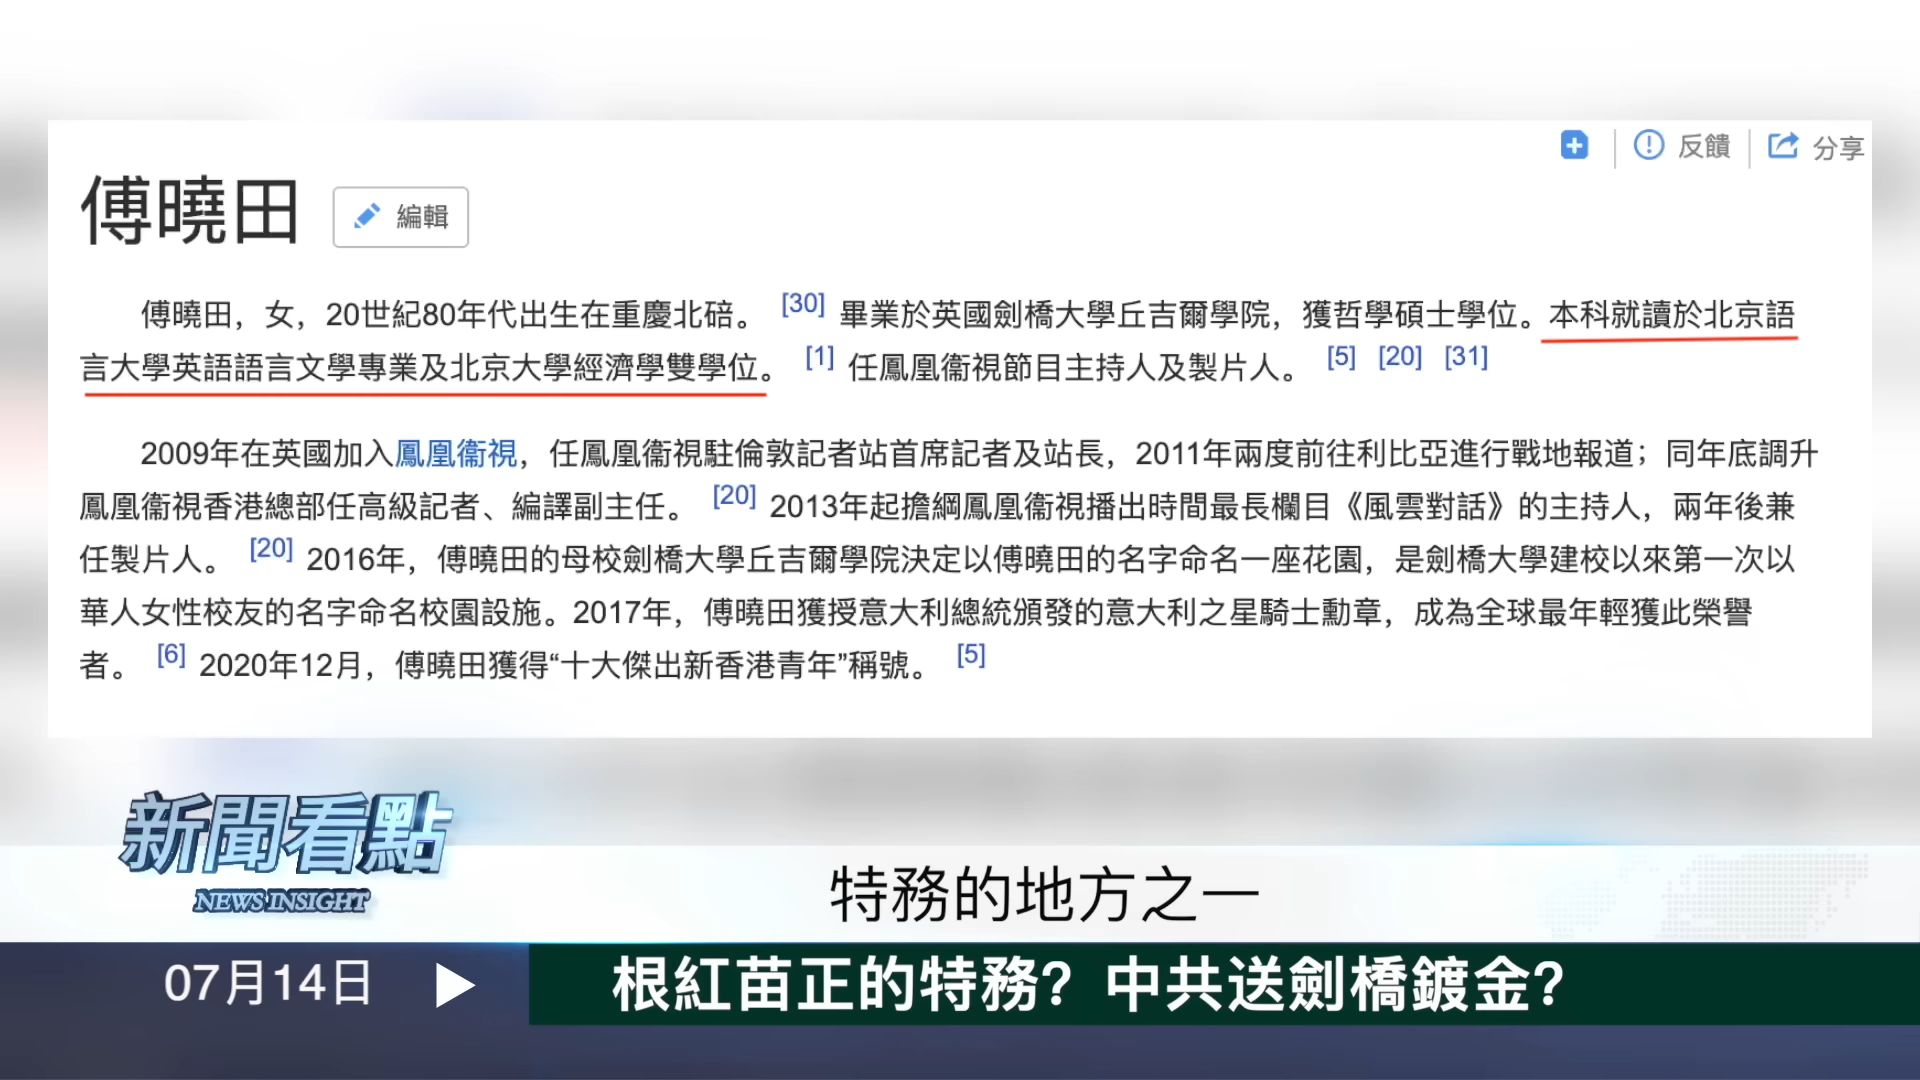 反饋
分享
傅曉田
編輯
傅曉田，女，20世紀80年代出生在重慶北碚。 [30] 畢業於英國劍橋大學丘吉爾學院，獲哲學碩士學位。本科就讀於北京語
言大學英語語言文學專業及北京大學經濟學雙學位。 [1] 任鳳凰衞視節目主持人及製片人。 [5] [20] [31]
2009年在英國加入鳳凰衞視，任鳳凰衞視駐倫敦記者站首席記者及站長，2011年兩度前往利比亞進行戰地報道；同年底調升
鳳凰衞視香港總部任高級記者、編譯副主任。 [20] 2013年起擔綱鳳凰衞視播出時間最長欄目《風雲對話》的主持人，兩年後兼
任製片人。 [20] 2016年，傅曉田的母校劍橋大學丘吉爾學院決定以傅曉田的名字命名一座花園，是劍橋大學建校以來第一次以
華人女性校友的名字命名校園設施。2017年，傅曉田獲授意大利總統頒發的意大利之星騎士勳章，成為全球最年輕獲此榮譽
者。 [6] 2020年12月，傅曉田獲得“十大傑出新香港青年”稱號。 [5]
新聞看點
NEWS INSIGHT
特務的地方之一
07月14日
根紅苗正的特務？中共送劍橋鍍金？